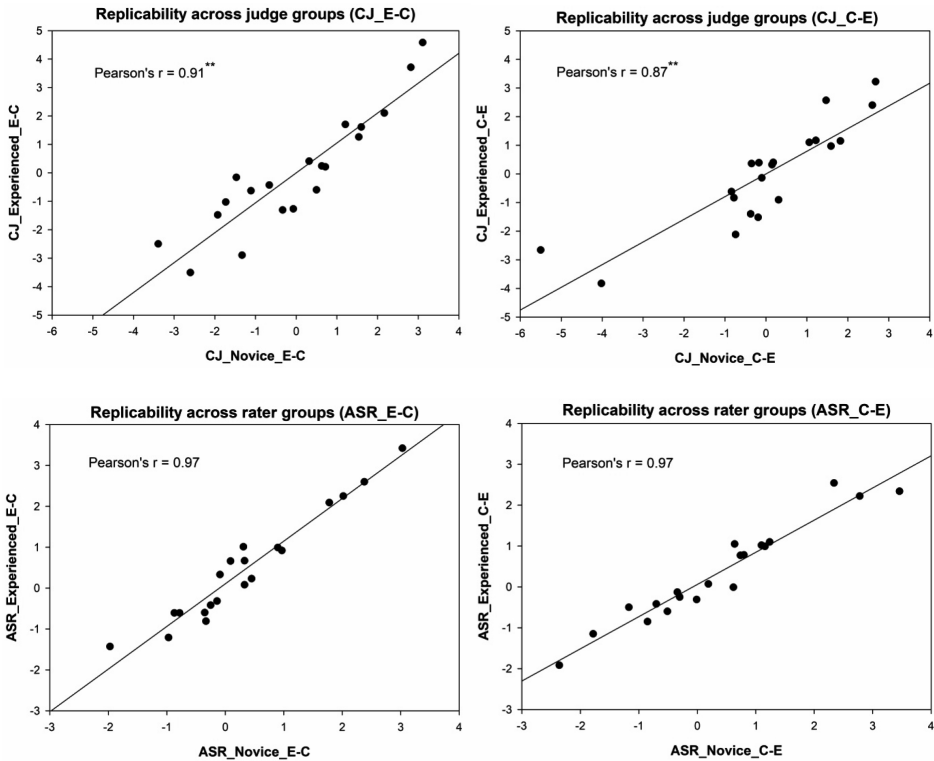 Replicability across judge groups (CJ_E-C)
5
4
3
2
1
0
-1
-2
-3
-4
-5
CJ_Experienced_E-C
Pearson's r = 0.91**
-6 -5 -4 -3 -2 -1 0 1 2 3 4
CJ_Novice_E-C
Replicability across judge groups (CJ_C-E)
5
4
3
2
1
0
-1
-2
-3
-4
-5
CJ_Experienced_C-E
Pearson's r = 0.87**
-6 -5 -4 -3 -2 -1 0 1 2 3 4
CJ_Novice_C-E
Replicability across rater groups (ASR_E-C)
4
3
2
1
0
-1
-2
-3
ASR_Experienced_E-C
Pearson's r = 0.97
-3 -2 -1 0 1 2 3 4
ASR_Novice_E-C
Replicability across rater groups (ASR_C-E)
4
3
2
1
0
-1
-2
-3
ASR_Experienced_C-E
Pearson's r = 0.97
-3 -2 -1 0 1 2 3 4
ASR_Novice_C-E